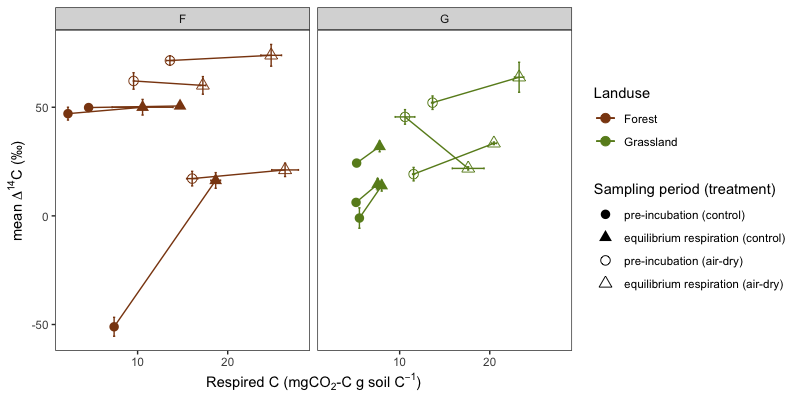 F
G
mean Δ¹⁴C (‰)
50
0
-50
10
20
10
20
Respired C (mgCO₂-C g soil C⁻¹)
Landuse
Forest
Grassland
Sampling period (treatment)
pre-incubation (control)
equilibrium respiration (control)
pre-incubation (air-dry)
equilibrium respiration (air-dry)